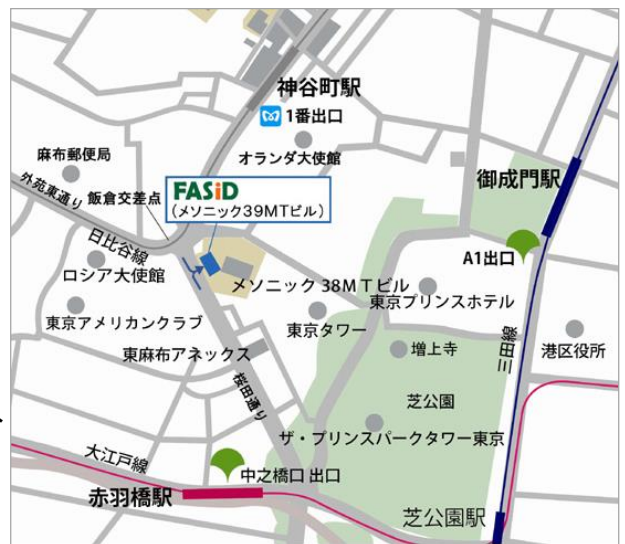 神谷町駅
1番出口
オランダ大使館
麻布郵便局
外苑東通り
飯倉交差点
FASiD
(メソニック39MTビル)
御成門駅
A1出口
日比谷線
ロシア大使館
メソニック 38MTビル
東京プリンスホテル
東京アメリカンクラブ
東京タワー
東麻布アネックス
増上寺
三田線
港区役所
桜田通り
芝公園
ザ・プリンスパークタワー東京
大江戸線
中之橋口 出口
赤羽橋駅
芝公園駅